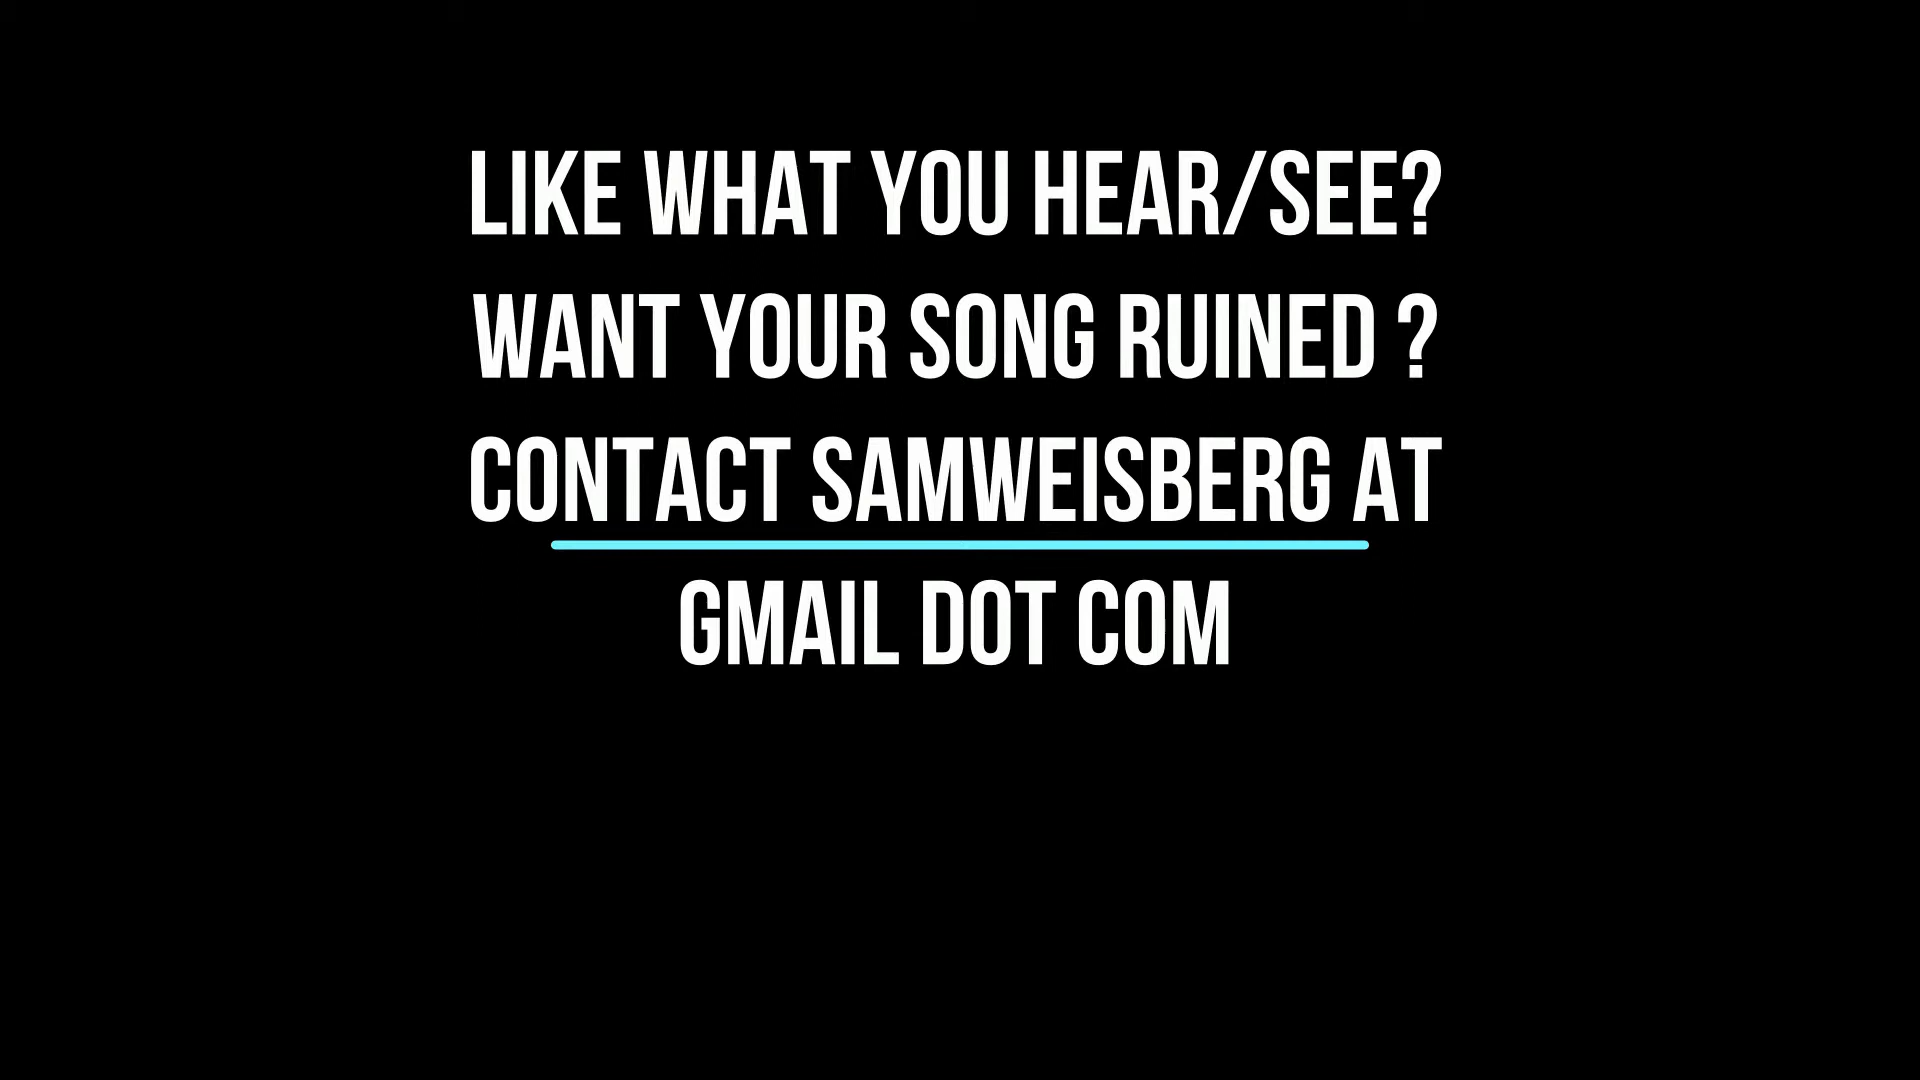 LIKE WHAT YOU HEAR/SEE?
WANT YOUR SONG RUINED ?
CONTACT SAMWEISBERG AT
GMAIL DOT COM